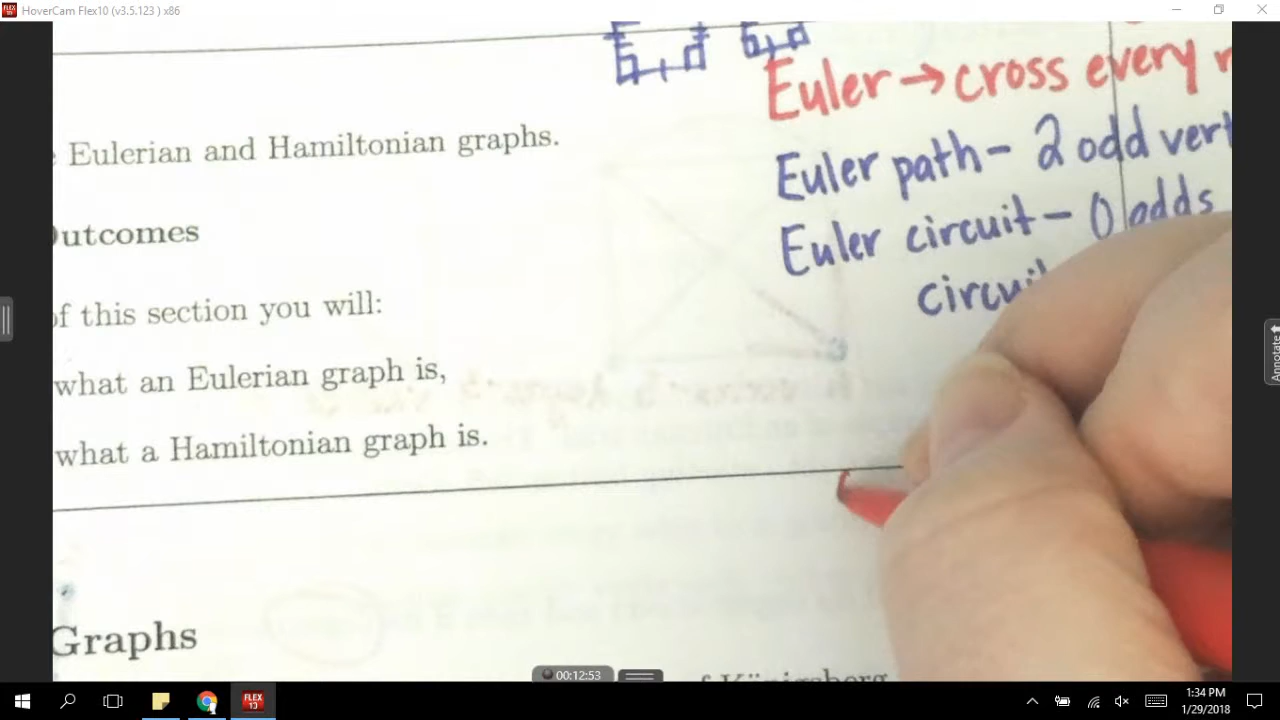 HoverCam Flex10 (v3.5.123 ) x86
Euler → cross every
Eulerian and Hamiltonian graphs.
Euler path - 2 odd vert
Outcomes
Euler circuit - 0 odds
of this section you will:
what an Eulerian graph is,
what a Hamiltonian graph is.
Graphs
00:12:53
Annotate
FLEX
1:34 PM
1/29/2018